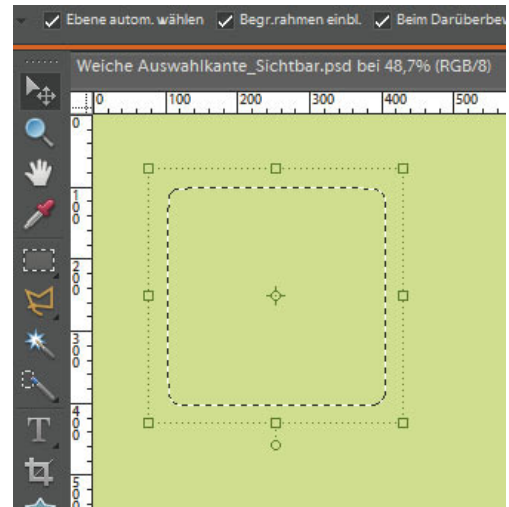 Ebene autom. wählen Begr.rahmen einbl. Beim Darüberbew
Weiche Auswahlkante_Sichtbar.psd bei 48,7% (RGB/8)
0 100 200 300 400 500
0
100
200
300
400
500
T